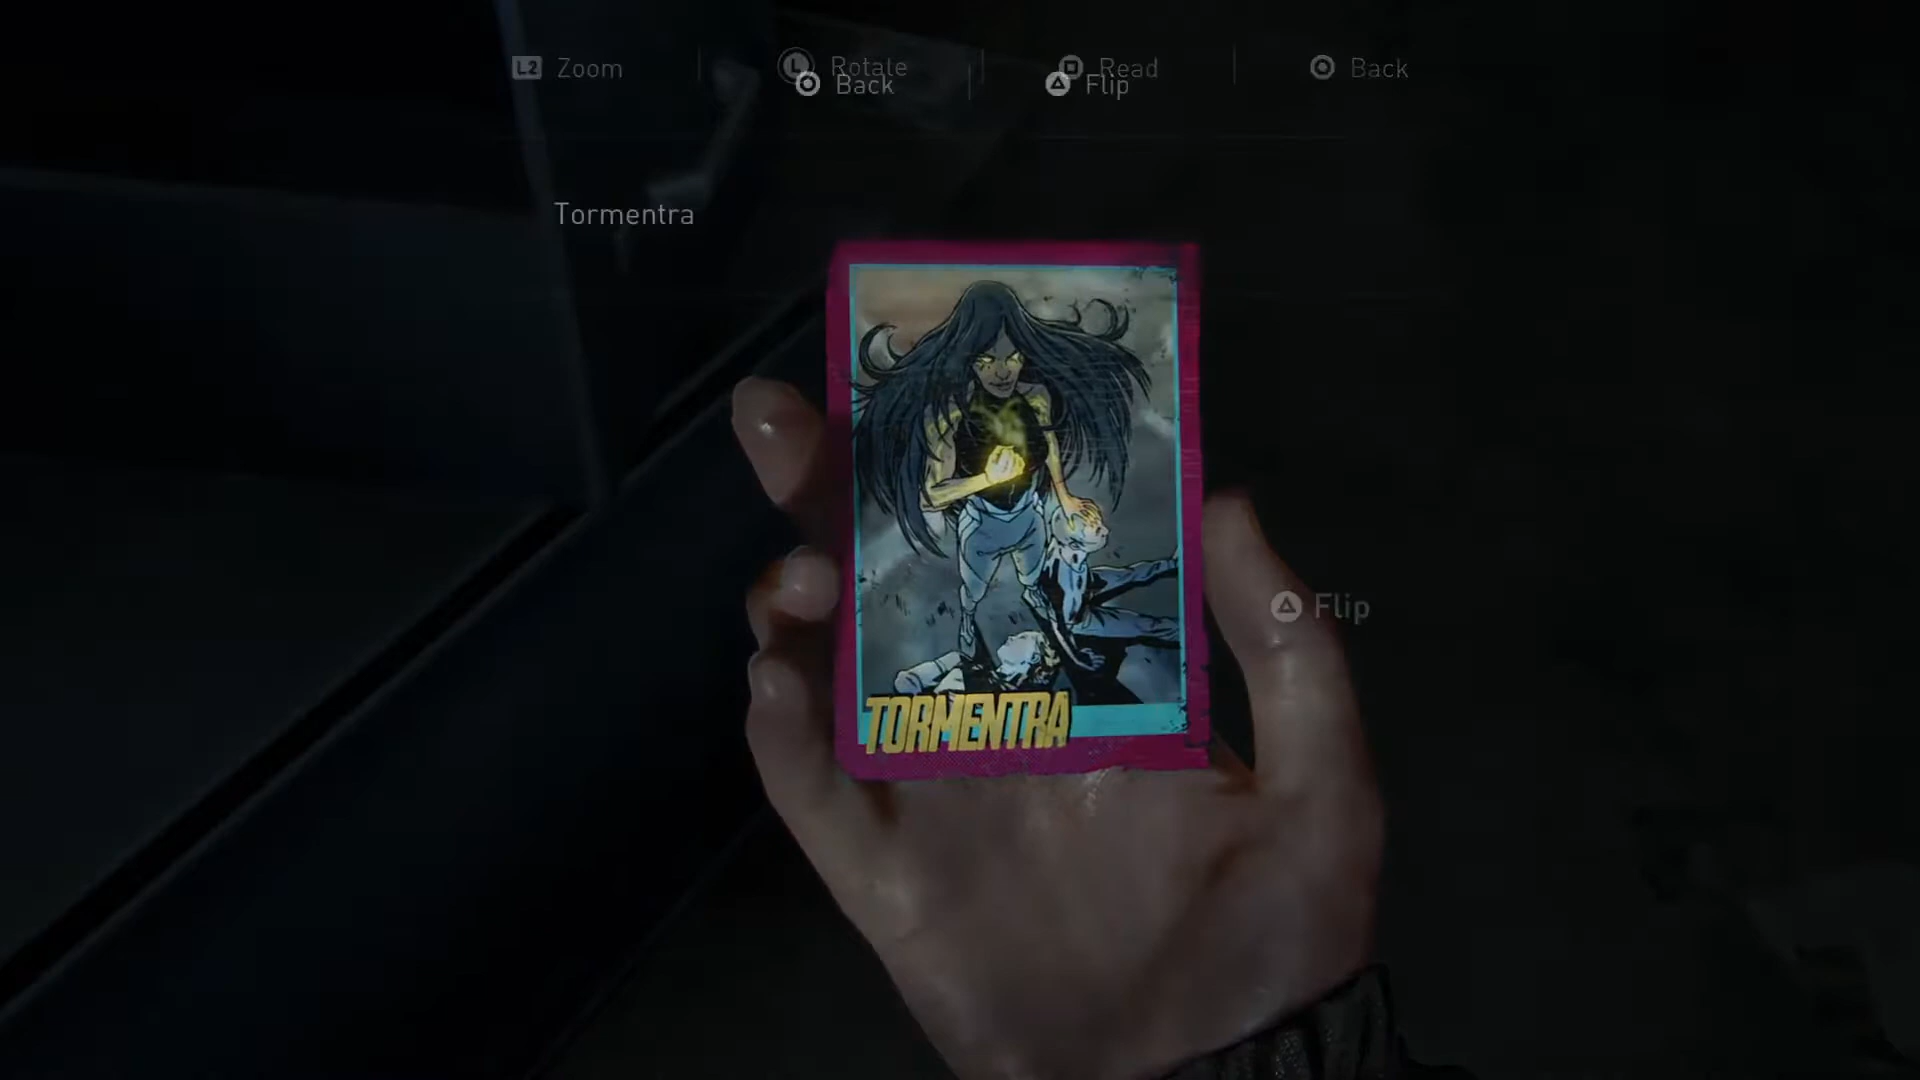 L2 Zoom
L Rotate
Read
Back
Back
Flip
Tormentra
Flip
TORMENTRA